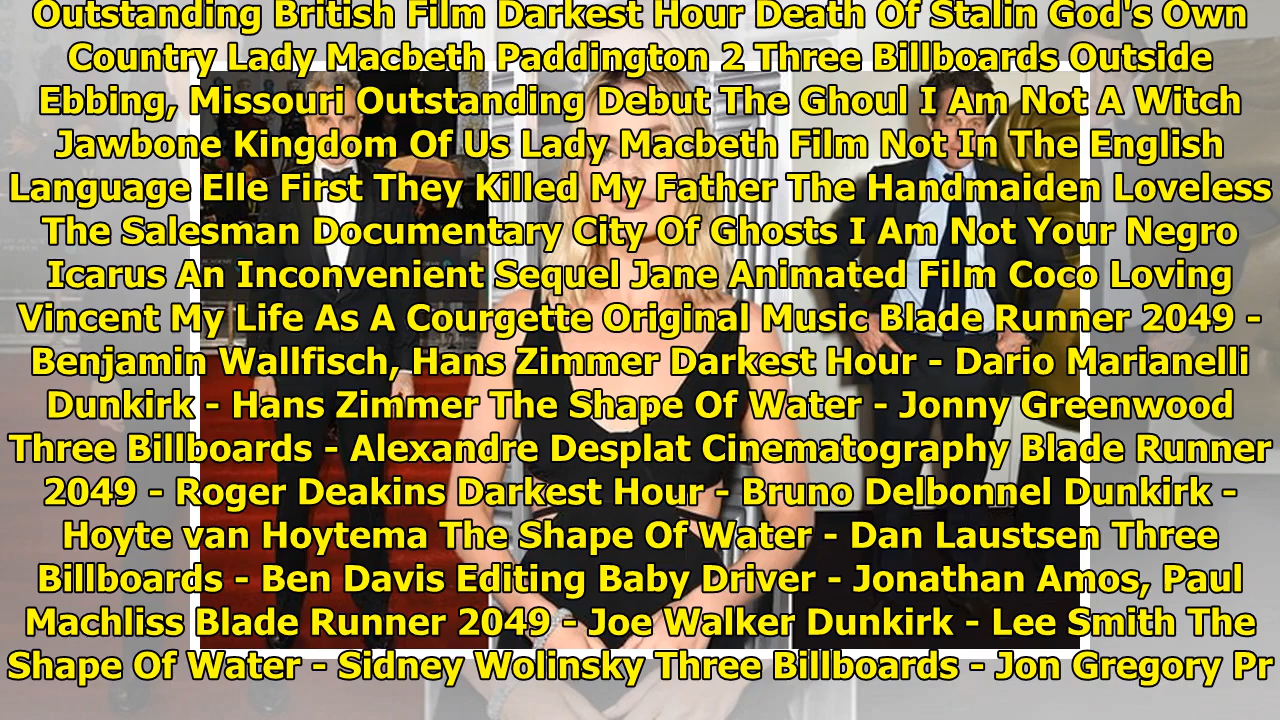 Outstanding British Film Darkest Hour Death Of Stalin God's Own
Country Lady Macbeth Paddington 2 Three Billboards Outside
Ebbing, Missouri Outstanding Debut The Ghoul I Am Not A Witch
Jawbone Kingdom Of Us Lady Macbeth Film Not In The English
Language Elle First They Killed My Father The Handmaiden Loveless
The Salesman Documentary City Of Ghosts I Am Not Your Negro
Icarus An Inconvenient Sequel Jane Animated Film Coco Loving
Vincent My Life As A Courgette Original Music Blade Runner 2049 -
Benjamin Wallfisch, Hans Zimmer Darkest Hour - Dario Marianelli
Dunkirk - Hans Zimmer The Shape Of Water - Jonny Greenwood
Three Billboards - Alexandre Desplat Cinematography Blade Runner
2049 - Roger Deakins Darkest Hour - Bruno Delbonnel Dunkirk -
Hoyte van Hoytema The Shape Of Water - Dan Laustsen Three
Billboards - Ben Davis Editing Baby Driver - Jonathan Amos, Paul
Machliss Blade Runner 2049 - Joe Walker Dunkirk - Lee Smith The
Shape Of Water - Sidney Wolinsky Three Billboards - Jon Gregory Pr